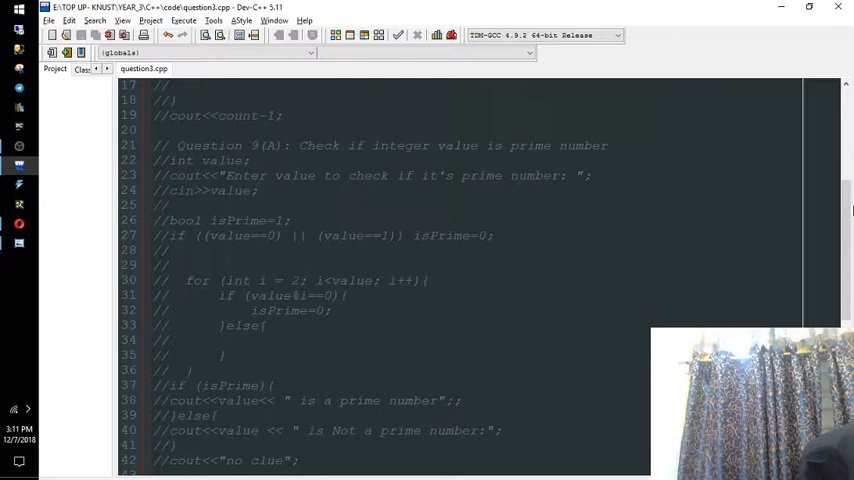 E:\TOP UP- KNUST\YEAR_3\C++\code\question3.cpp - Dev-C++ 5.11
File Edit Search View Project Execute Tools AStyle Window Help
TDM-GCC 4.9.2 64-bit Release
(globals)
Project Clas question3.cpp
17 //
18 //}
19 //cout<<count-1;
20
21 // Question 9(A): Check if integer value is prime number
22 //int value;
23 //cout<<"Enter value to check if it's prime number: ";
24 //cin>>value;
25 //
26 //bool isPrime=1;
27 //if ((value==0) || (value==1)) isPrime=0;
28 //
29 //
30 // for (int i = 2; i<value; i++){
31 // if (value%i==0){
32 // isPrime=0;
33 // }else{
34 //
35 // }
36 // }
37 //if (isPrime){
38 //cout<<value<< " is a prime number";;
39 //}else{
40 //cout<<value << " is Not a prime number:";
41 //}
42 //cout<<"no clue";
3:11 PM
12/7/2018